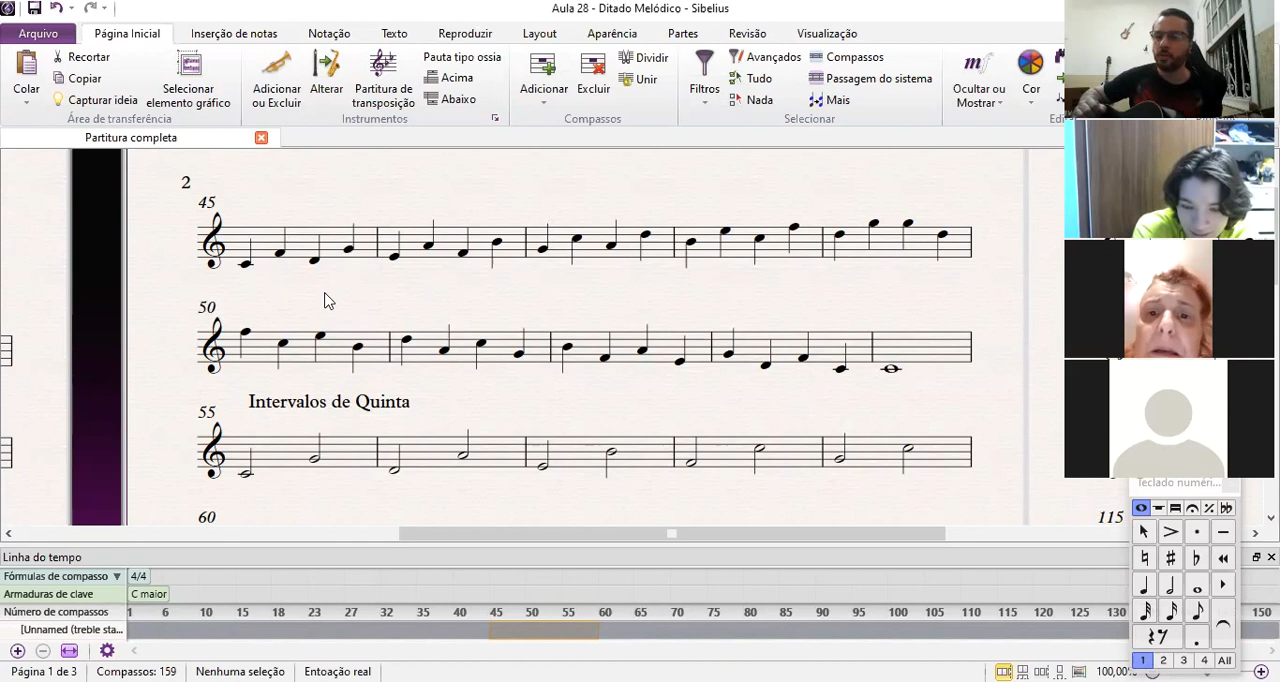 Aula 28 - Ditado Melódico - Sibelius
Arquivo Página Inicial Inserção de notas Notação Texto Reproduzir Layout Aparência Partes Revisão Visualização
Colar
Recortar
Copiar
Capturar ideia
Selecionar elemento gráfico
Área de transferência
Adicionar ou Excluir
Alterar
Partitura de transposição
Pauta tipo ossia
Acima
Abaixo
Instrumentos
Adicionar
Excluir
Dividir
Unir
Compassos
Filtros
Avançados
Tudo
Nada
Compassos
Passagem do sistema
Mais
Selecionar
Ocultar ou Mostrar
Cor
Partitura completa
2
45
50
Intervalos de Quinta
55
60
115
Teclado numéri...
1 2 3 4 All
Linha do tempo
Fórmulas de compasso 4/4
Armaduras de clave C maior
Número de compassos 1 6 10 14 18 23 27 31 36 40 45 50 55 60 65 70 75 80 85 90 95 100 105 110 115 120 125 130 150
[Unnamed (treble sta...
Página 1 de 3 Compassos: 159 Nenhuma seleção Entoação real 100,00%